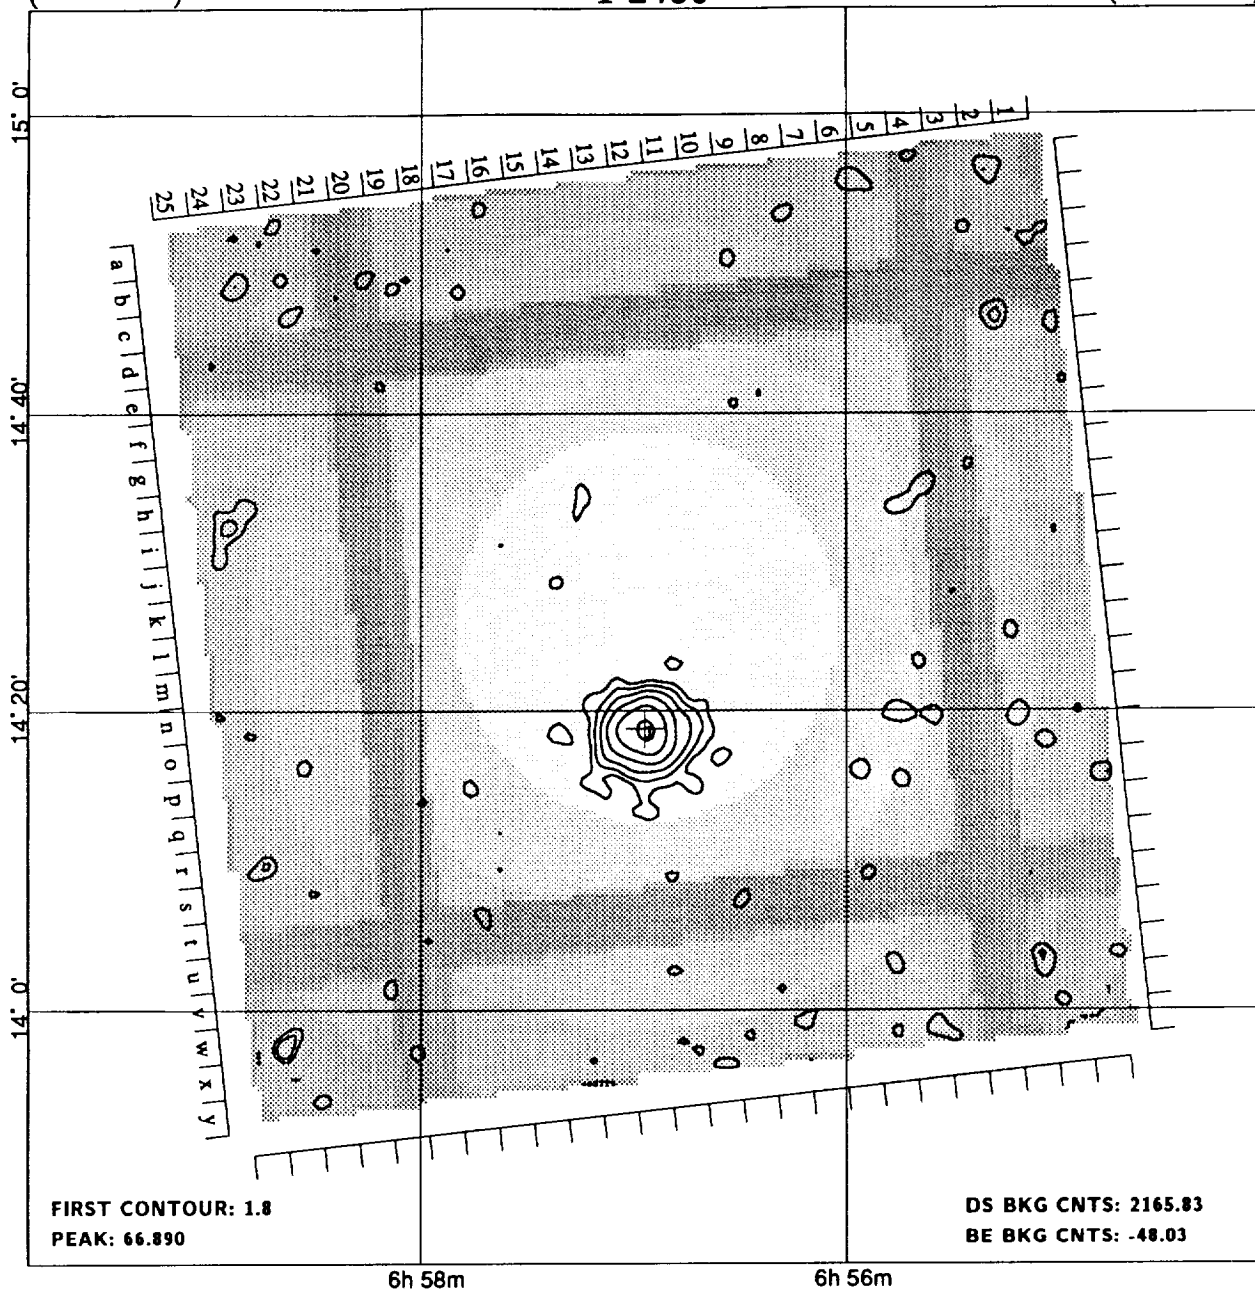 15° 0'
14° 40'
14° 20'
14° 0'
25 24 23 22 21 20 19 18 17 16 15 14 13 12 11 10 9 8 7 6 5 4 3 2 1
a b c d e f g h i j k l m n o p q r s t u v w x y
FIRST CONTOUR: 1.8
PEAK: 66.890
DS BKG CNTS: 2165.83
BE BKG CNTS: -48.03
6h 58m
6h 56m